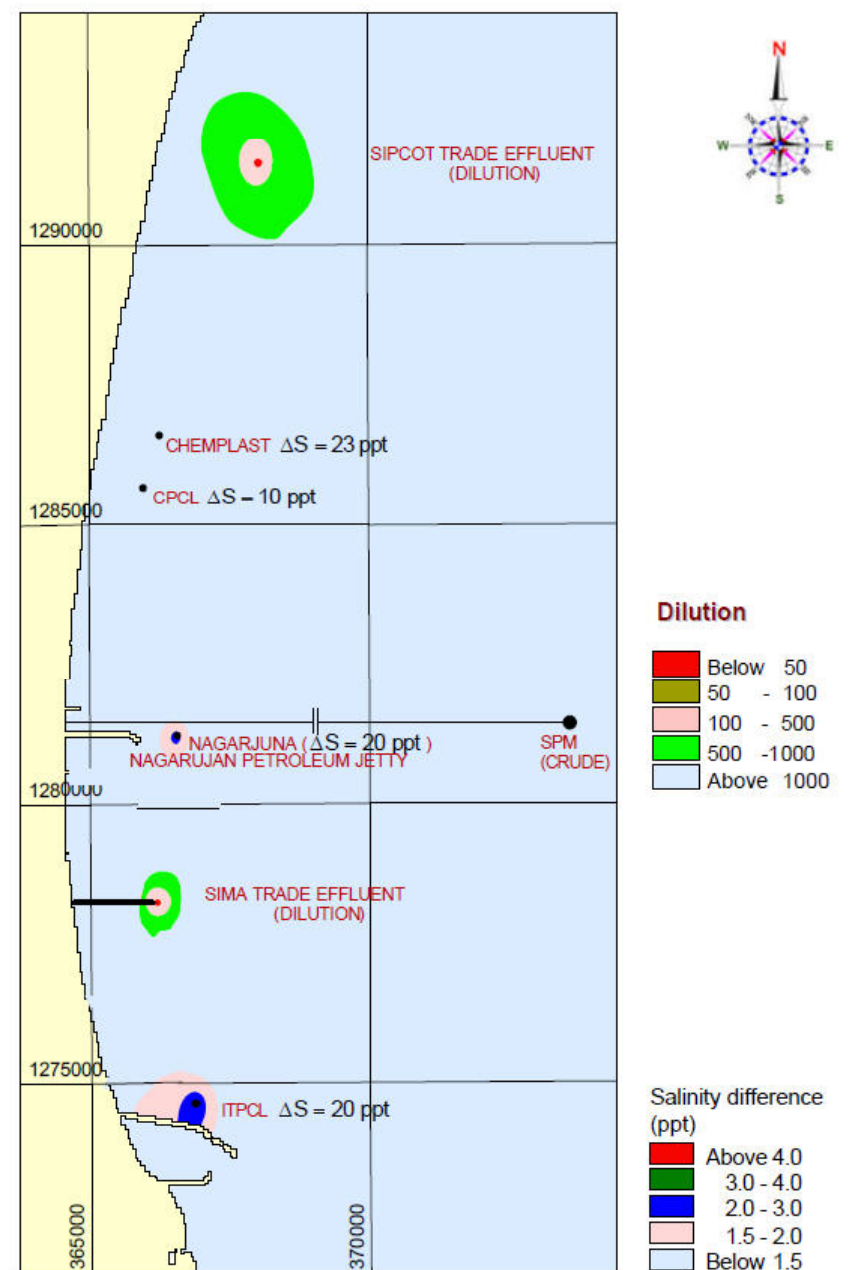 N
W
E
S
SIPCOT TRADE EFFLUENT
(DILUTION)
1290000
CHEMPLAST ΔS = 23 ppt
CPCL ΔS – 10 ppt
1285000
Dilution
Below 50
50 - 100
100 - 500
500 -1000
Above 1000
NAGARJUNA ( ΔS = 20 ppt )
NAGARUJAN PETROLEUM JETTY
SPM
(CRUDE)
1280000
SIMA TRADE EFFLUENT
(DILUTION)
1275000
ITPCL ΔS = 20 ppt
Salinity difference
(ppt)
Above 4.0
3.0 - 4.0
2.0 - 3.0
1.5 - 2.0
Below 1.5
365000
370000